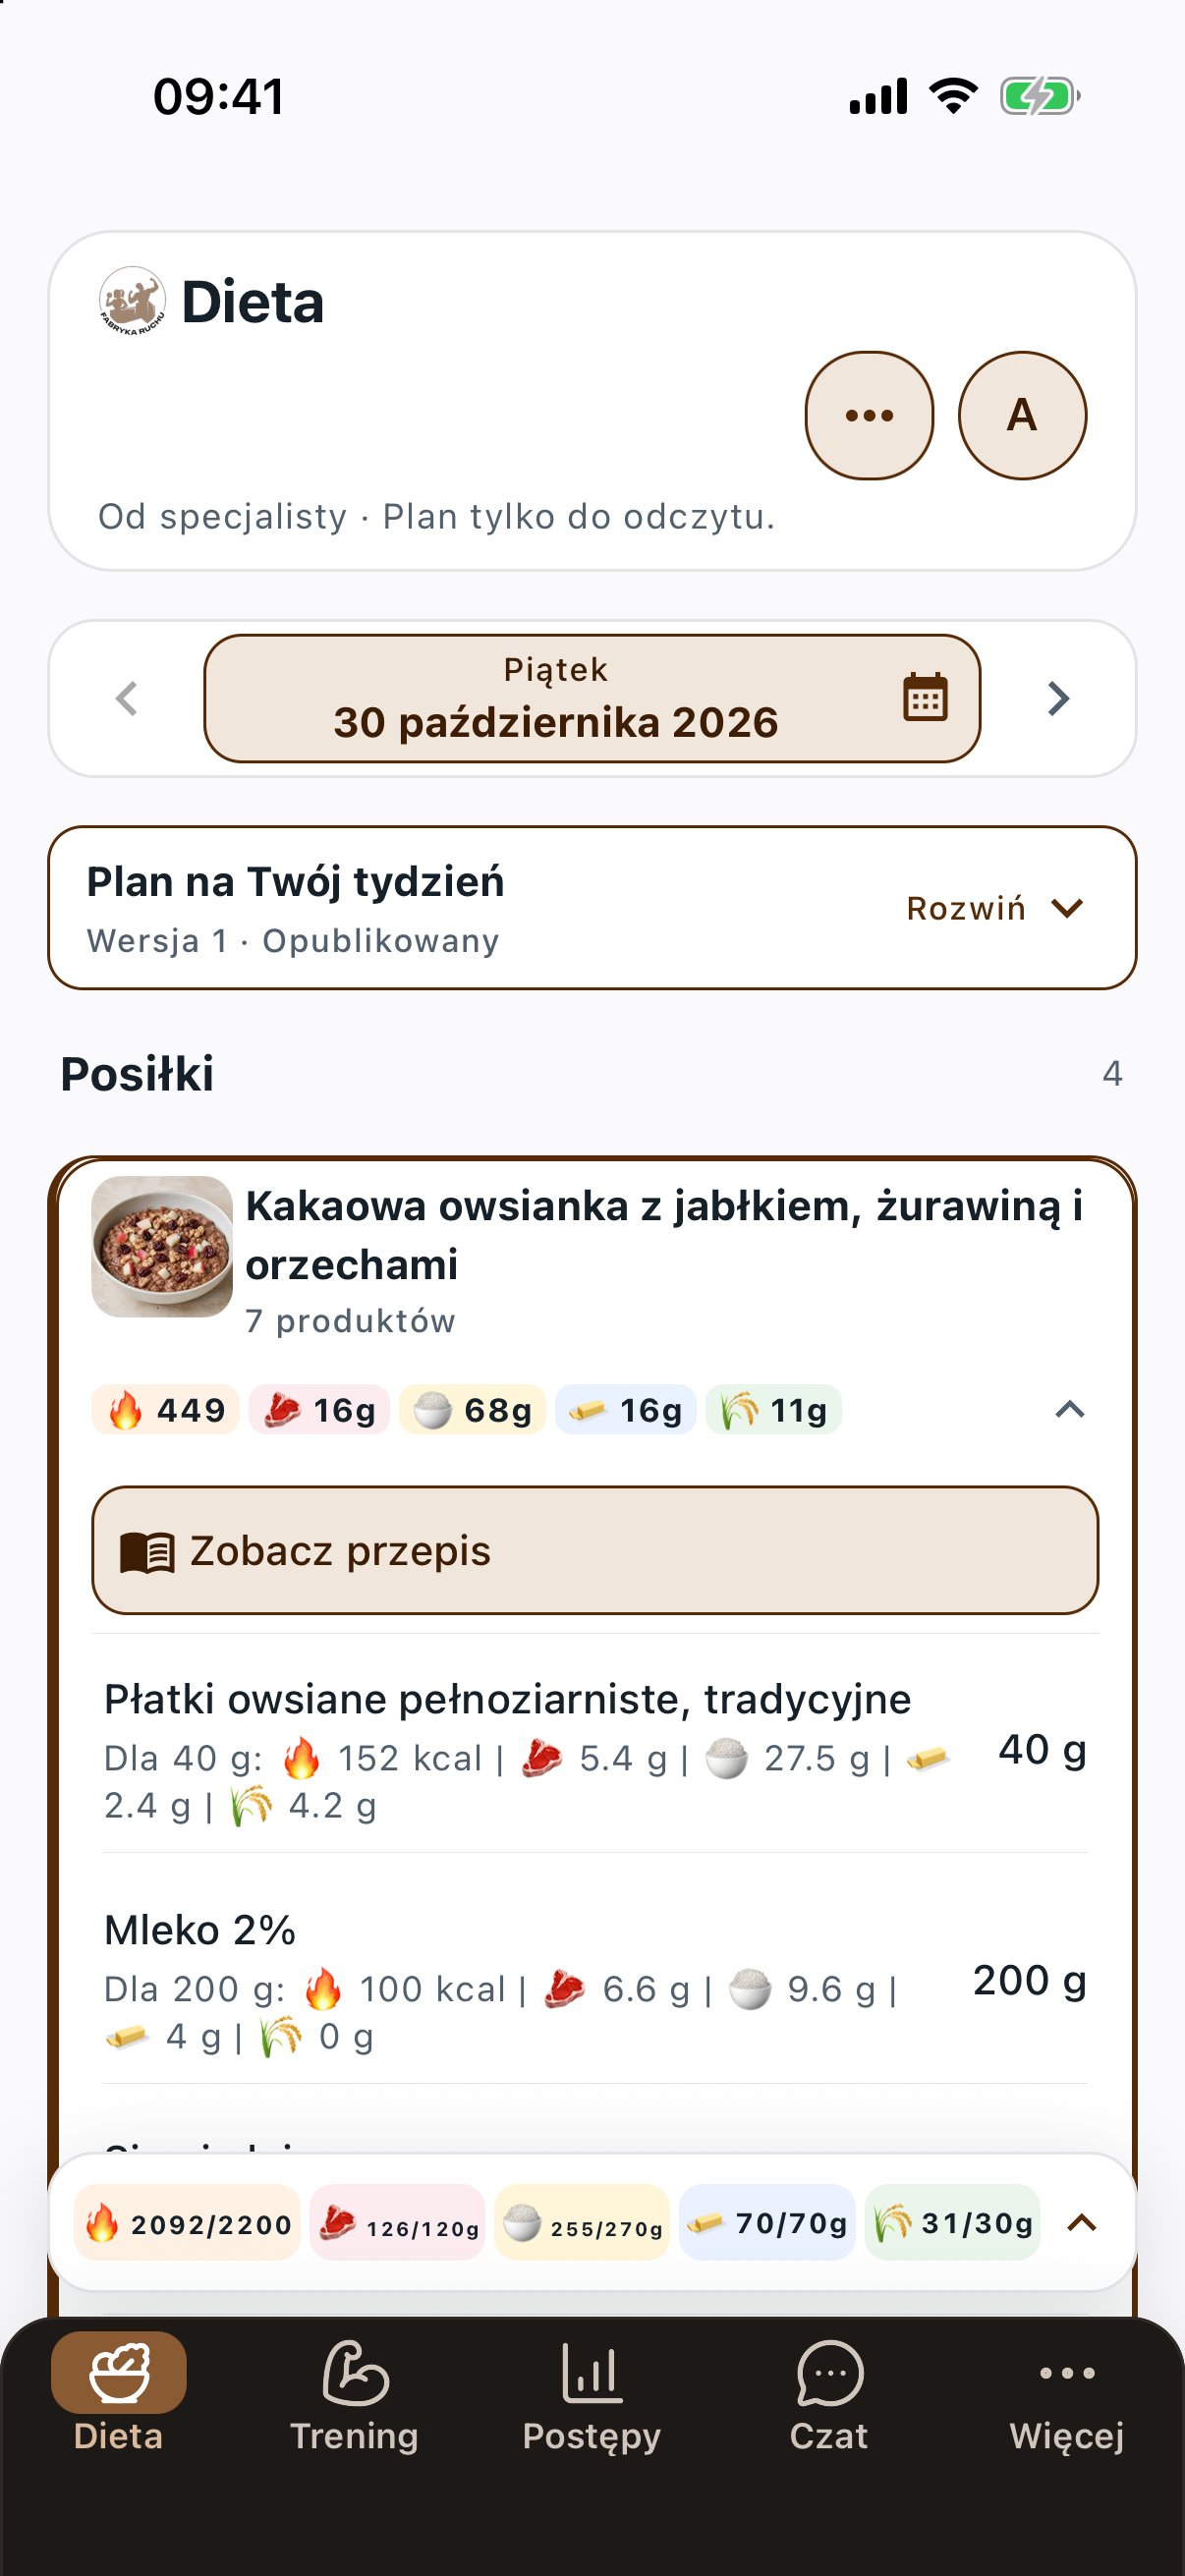 09:41
FABRYKA RUCHU
Dieta
A
Od specjalisty · Plan tylko do odczytu.
Piątek
30 października 2026
Plan na Twój tydzień
Wersja 1 · Opublikowany
Rozwiń
Posiłki
4
Kakaowa owsianka z jabłkiem, żurawiną i
orzechami
7 produktów
449 16g 68g 16g 11g
Zobacz przepis
Płatki owsiane pełnoziarniste, tradycyjne
Dla 40 g: 🔥 152 kcal | 🥩 5.4 g | 🍚 27.5 g | 🧈
2.4 g | 🌾 4.2 g
40 g
Mleko 2%
Dla 200 g: 🔥 100 kcal | 🥩 6.6 g | 🍚 9.6 g |
🧈 4 g | 🌾 0 g
200 g
2092/2200 126/120g 255/270g 70/70g 31/30g
Dieta
Trening
Postępy
Czat
Więcej